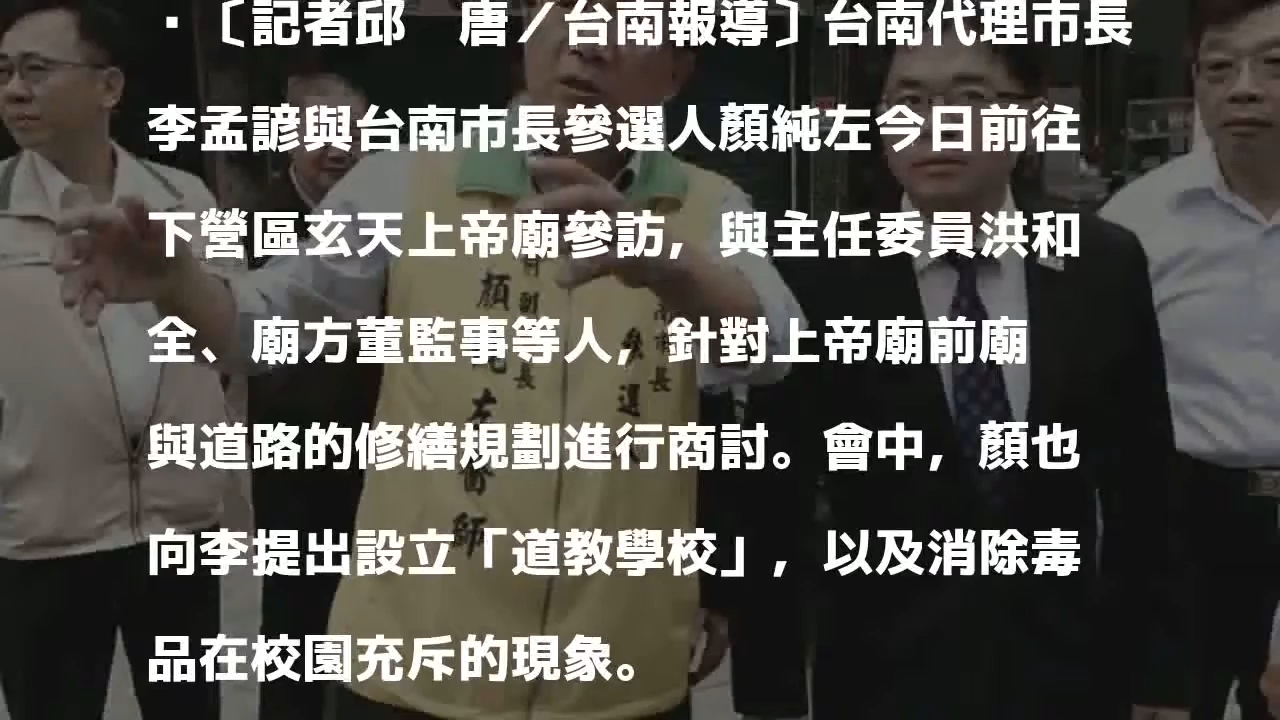 ・〔記者邱　唐／台南報導〕台南代理市長
李孟諺與台南市長參選人顏純左今日前往
下營區玄天上帝廟參訪，與主任委員洪和
全、廟方董監事等人，針對上帝廟前廟
與道路的修繕規劃進行商討。會中，顏也
向李提出設立「道教學校」，以及消除毒
品在校園充斥的現象。